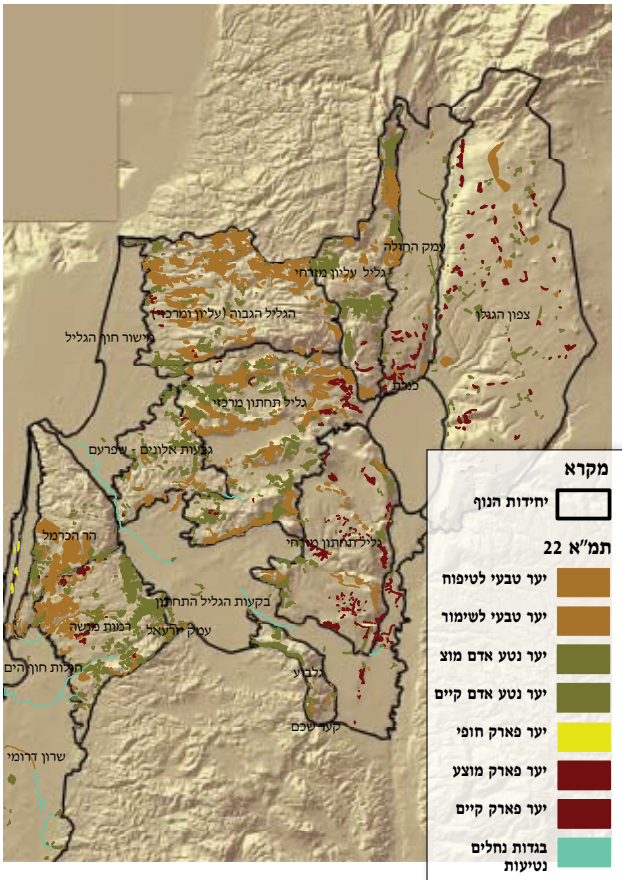 עמק החולה
גליל עליון מזרחי
צפון הגולן
הגליל הגבוה (עליון ומרכזי)
מישור חוף הגליל
כנרת
גליל תחתון מרכזי
גבעות אלונים - שפרעם
הר הכרמל
גליל תחתון מזרחי
בקעות הגליל התחתון
רמות מנשה
עמק יזרעאל
חולות חוף הים
גלבוע
קער שכם
שרון דרומי
מקרא
יחידות הנוף
תמ"א 22
יער טבעי לטיפוח
יער טבעי לשימור
יער נטע אדם מוצ
יער נטע אדם קיים
יער פארק חופי
יער פארק מוצע
יער פארק קיים
בגדות נחלים
נטיעות